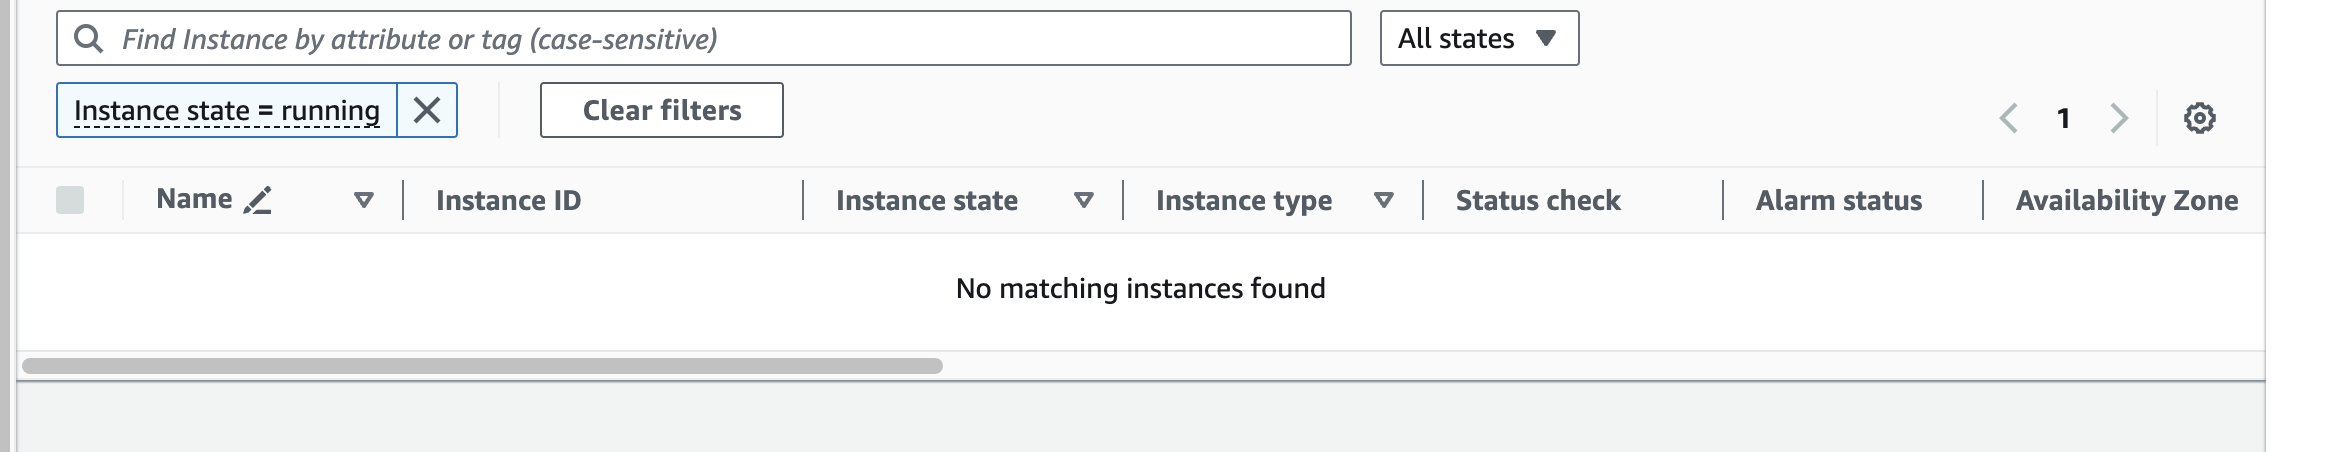 Find Instance by attribute or tag (case-sensitive)
All states
Instance state = running
Clear filters
1
Name
Instance ID
Instance state
Instance type
Status check
Alarm status
Availability Zone
No matching instances found